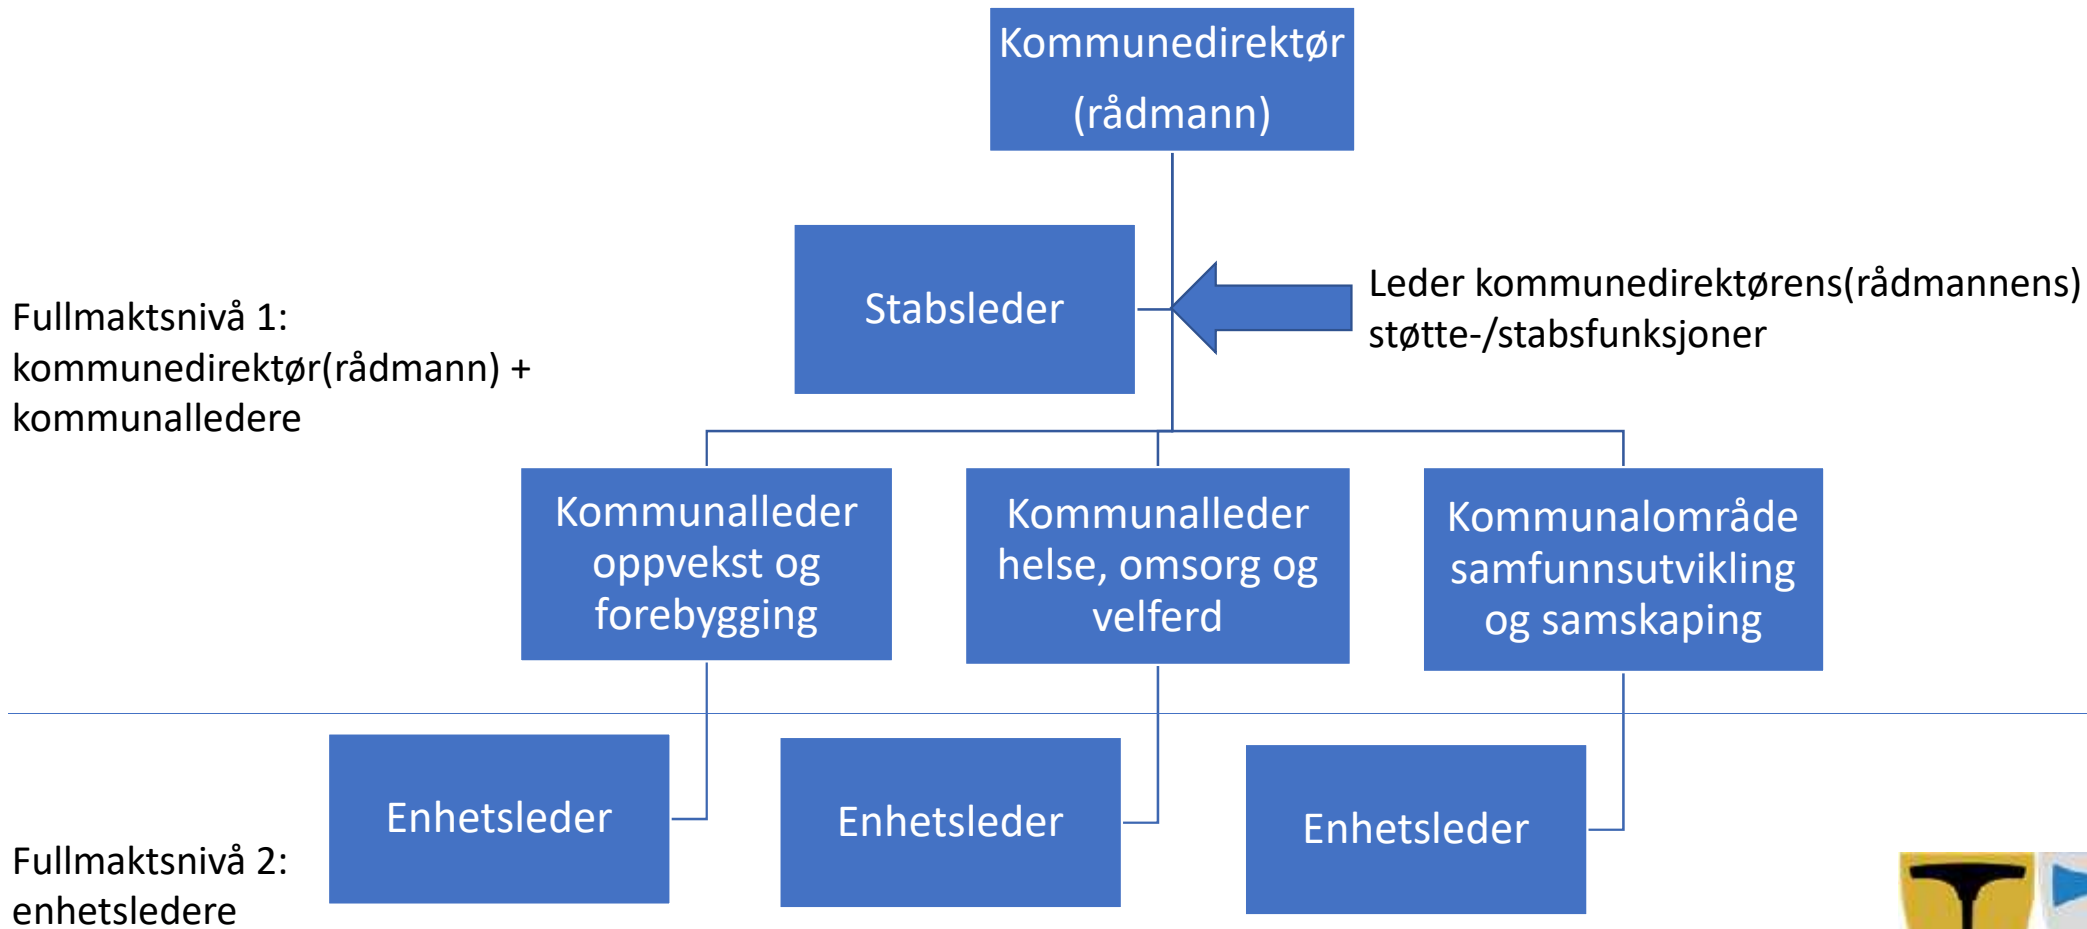 Kommunedirektør
(rådmann)
Stabsleder
Leder kommunedirektørens(rådmannens)
støtte-/stabsfunksjoner
Fullmaktsnivå 1:
kommunedirektør(rådmann) +
kommunalledere
Kommunalleder
oppvekst og
forebygging
Kommunalleder
helse, omsorg og
velferd
Kommunalområde
samfunnsutvikling
og samskaping
Enhetsleder
Enhetsleder
Enhetsleder
Fullmaktsnivå 2:
enhetsledere